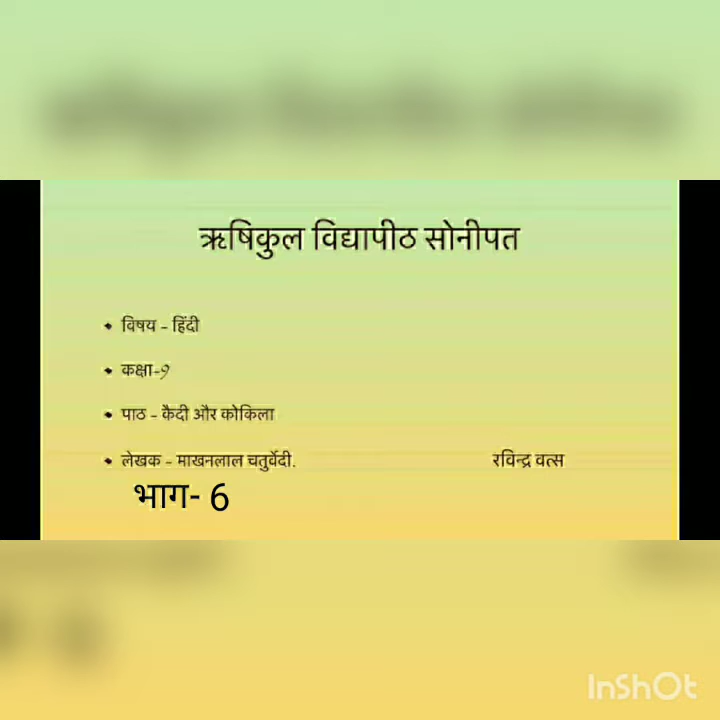 ऋषिकुल विद्यापीठ सोनीपत
• विषय - हिंदी
• कक्षा-9
• पाठ - कैदी और कोकिला
• लेखक - माखनलाल चतुर्वेदी. रविन्द्र वत्स
भाग- 6
InShOt